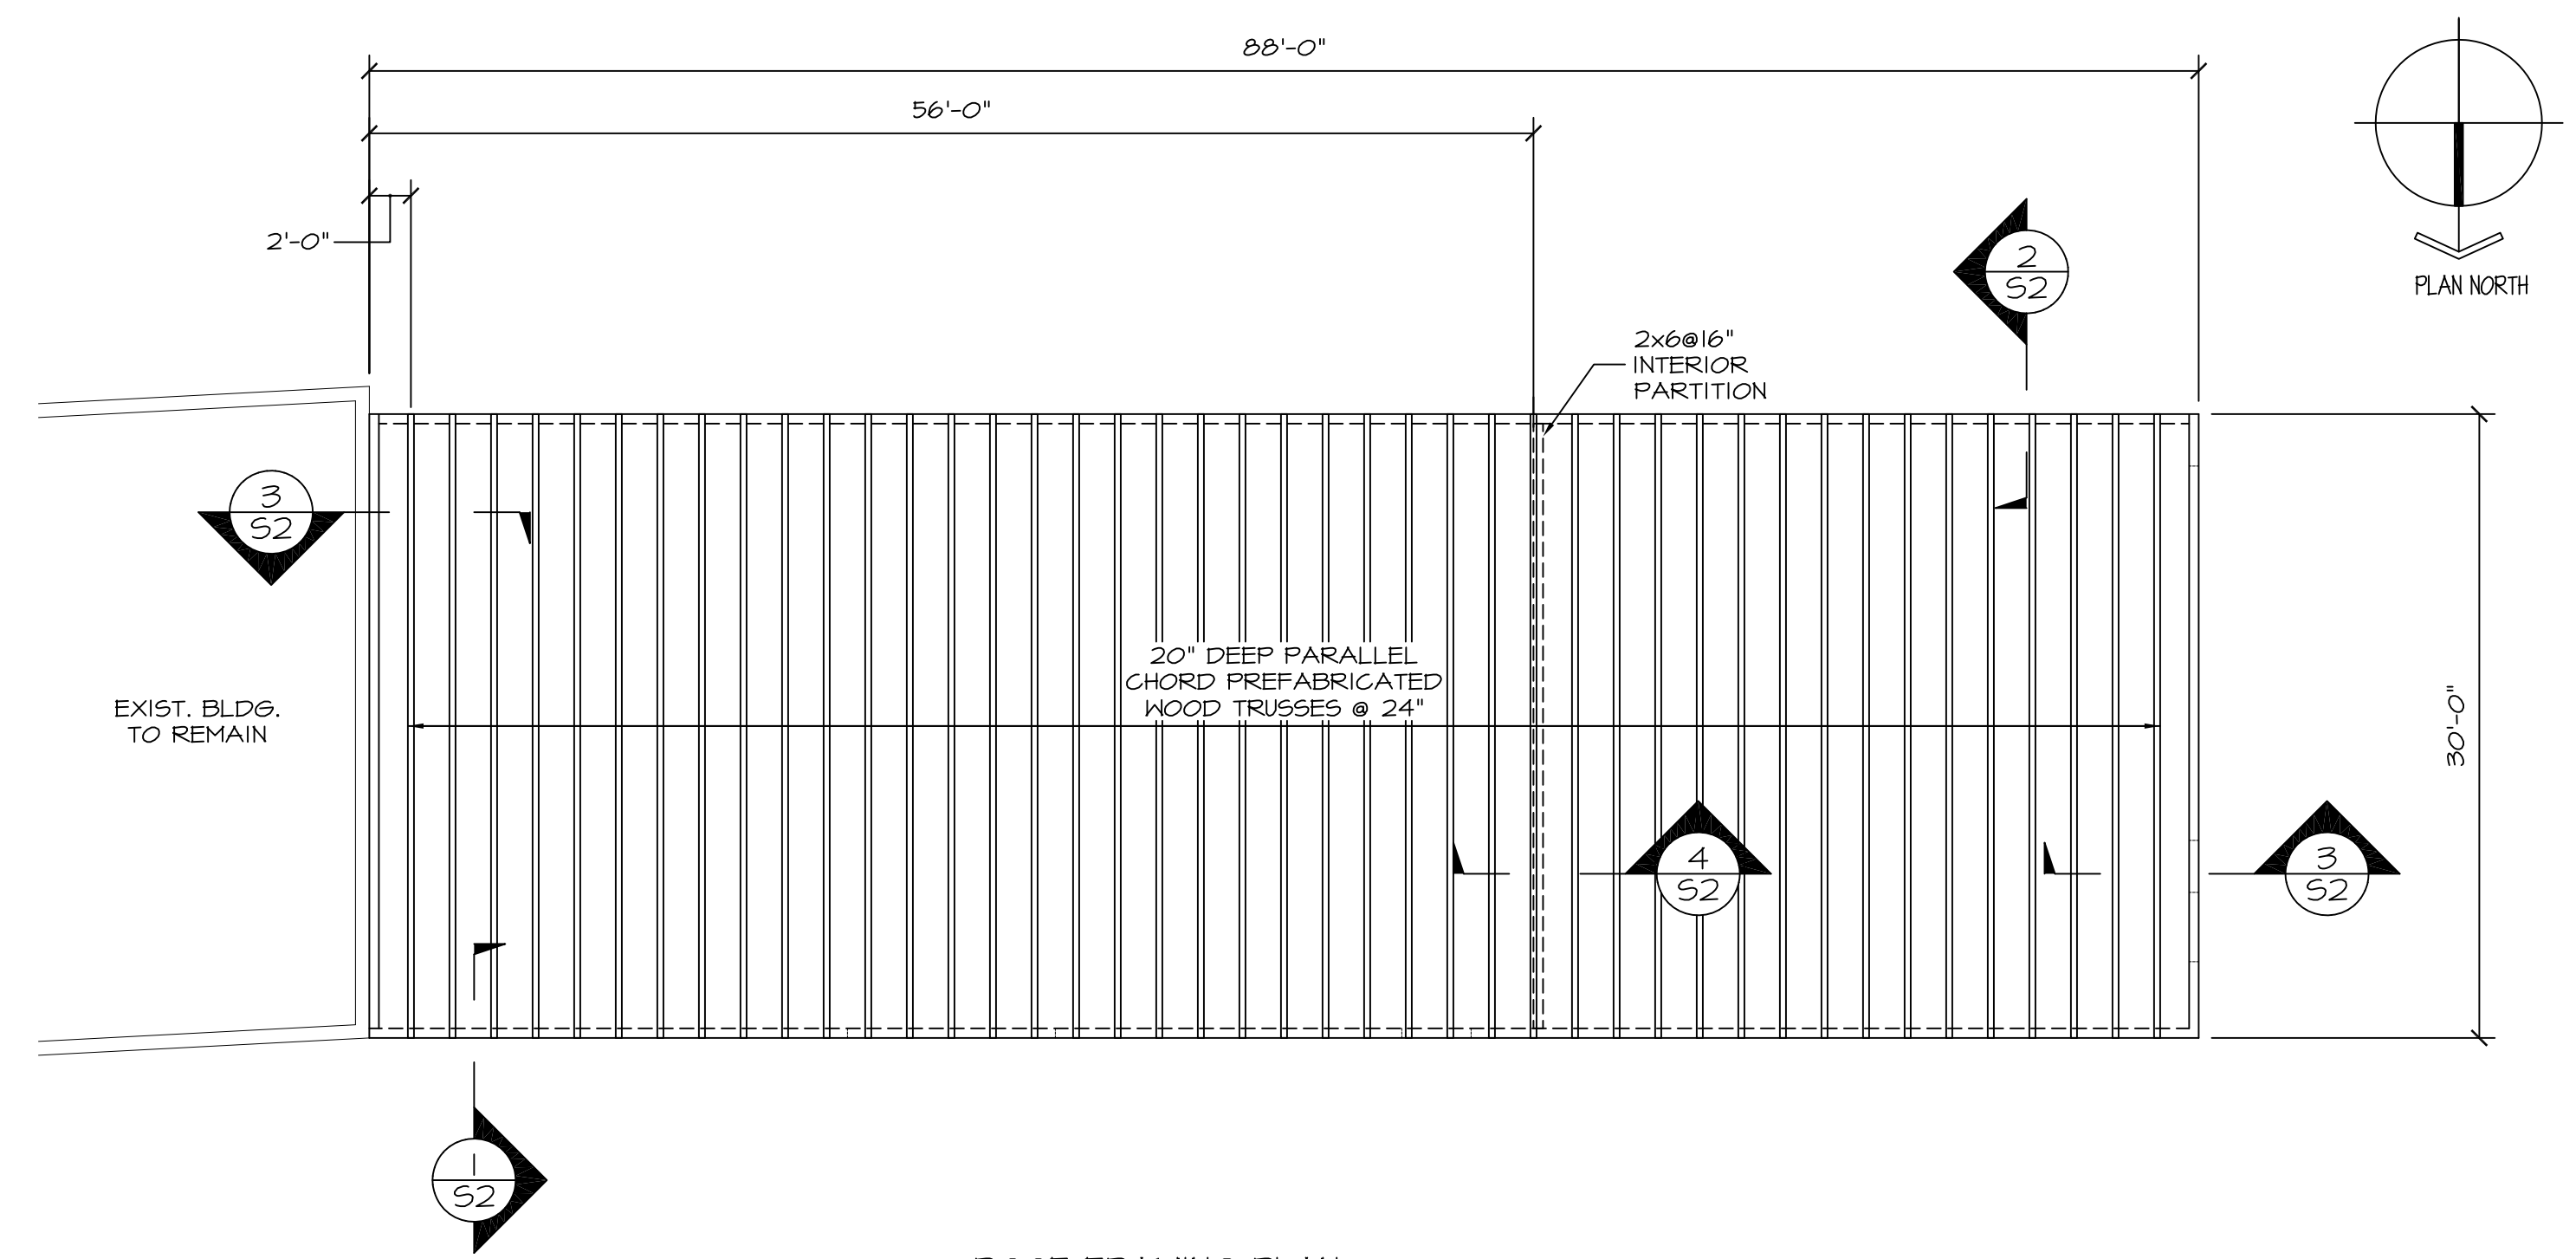 88'-0"
56'-0"
2'-0"
2
S2
PLAN NORTH
2x6@16"
INTERIOR
PARTITION
3
S2
20" DEEP PARALLEL
CHORD PREFABRICATED
WOOD TRUSSES @ 24"
EXIST. BLDG.
TO REMAIN
30'-0"
4
S2
3
S2
1
S2